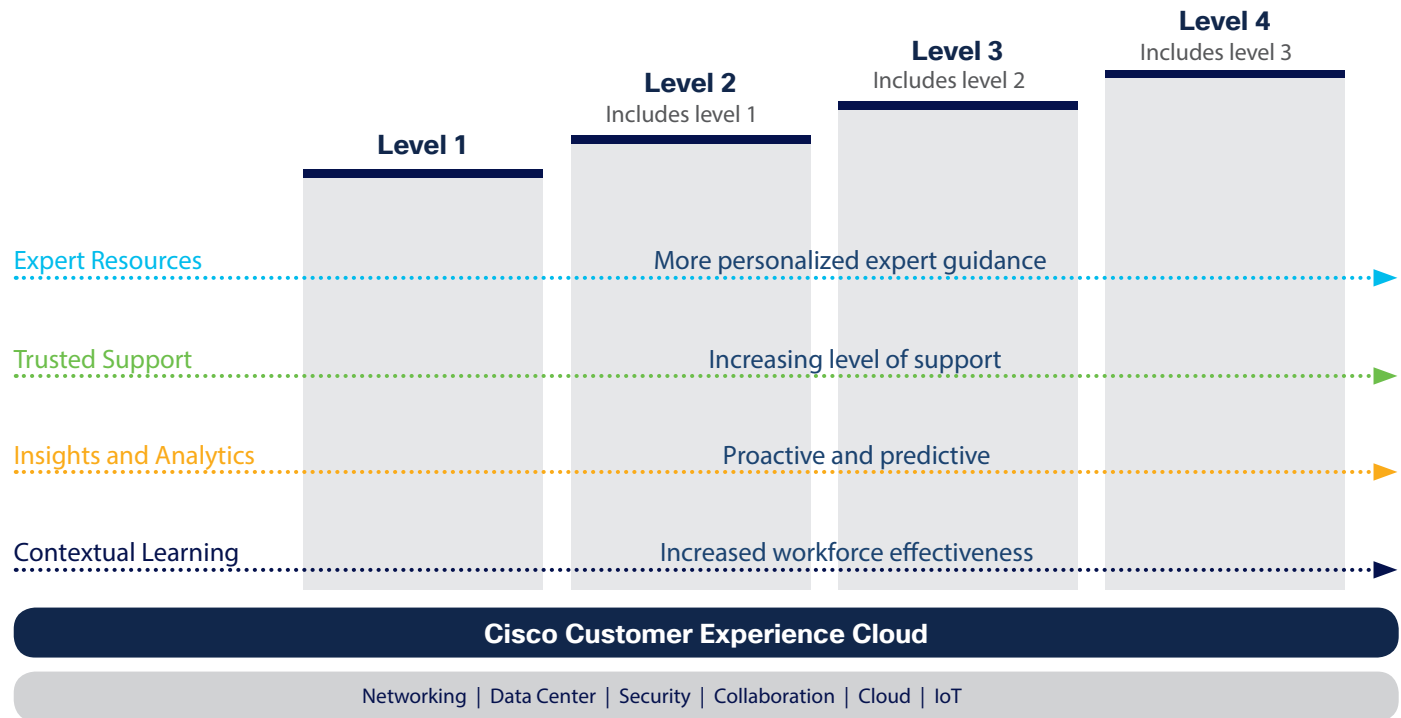 Level 4
Includes level 3
Level 3
Includes level 2
Level 2
Includes level 1
Level 1
Expert Resources
More personalized expert guidance
Trusted Support
Increasing level of support
Insights and Analytics
Proactive and predictive
Contextual Learning
Increased workforce effectiveness
Cisco Customer Experience Cloud
Networking | Data Center | Security | Collaboration | Cloud | IoT